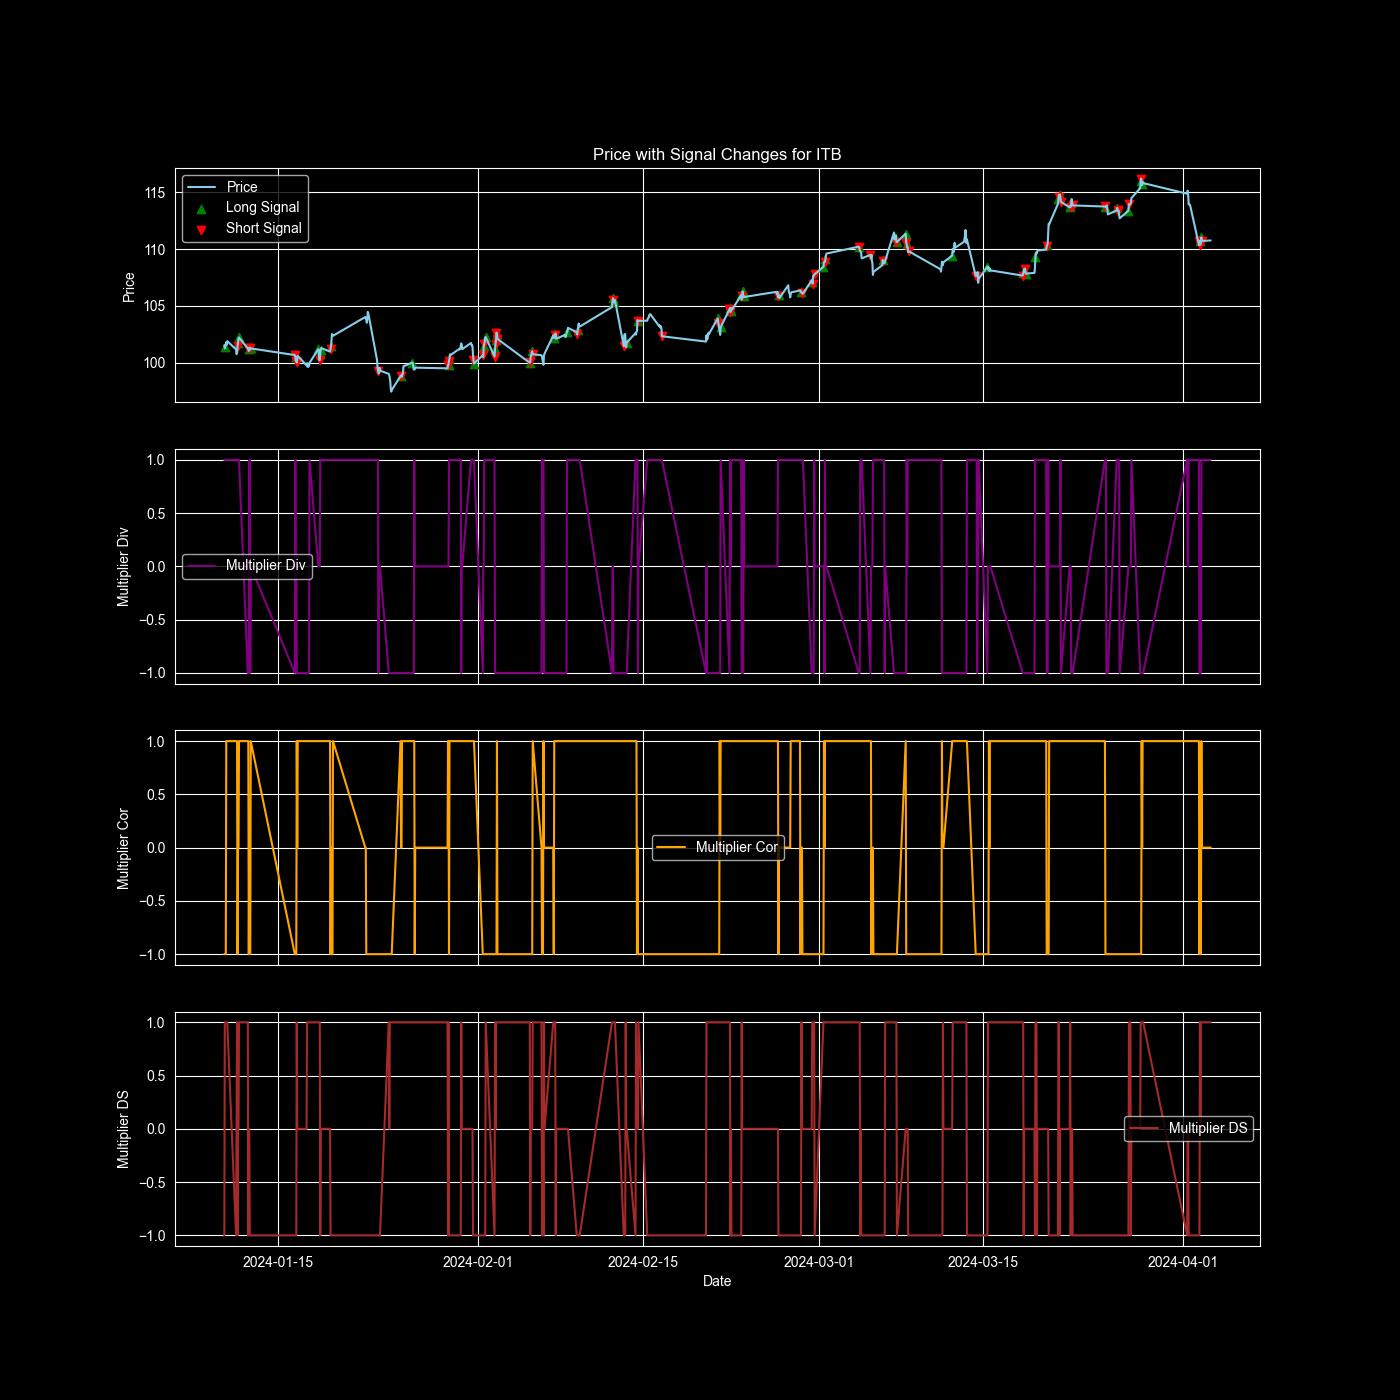 Price with Signal Changes for ITB
Price
Long Signal
Short Signal
115
110
105
100
Price
1.0
0.5
0.0
−0.5
−1.0
Multiplier Div
Multiplier Div
1.0
0.5
0.0
−0.5
−1.0
Multiplier Cor
Multiplier Cor
1.0
0.5
0.0
−0.5
−1.0
Multiplier DS
Multiplier DS
2024-01-15
2024-02-01
2024-02-15
2024-03-01
2024-03-15
2024-04-01
Date